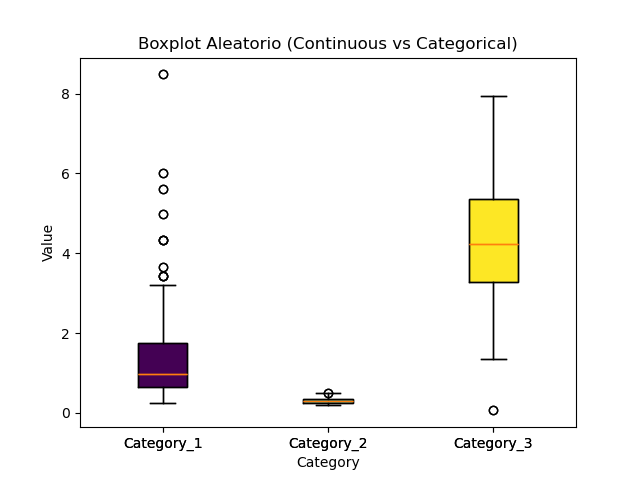 Boxplot Aleatorio (Continuous vs Categorical)
8
6
4
2
0
Value
Category_1 Category_2 Category_3
Category